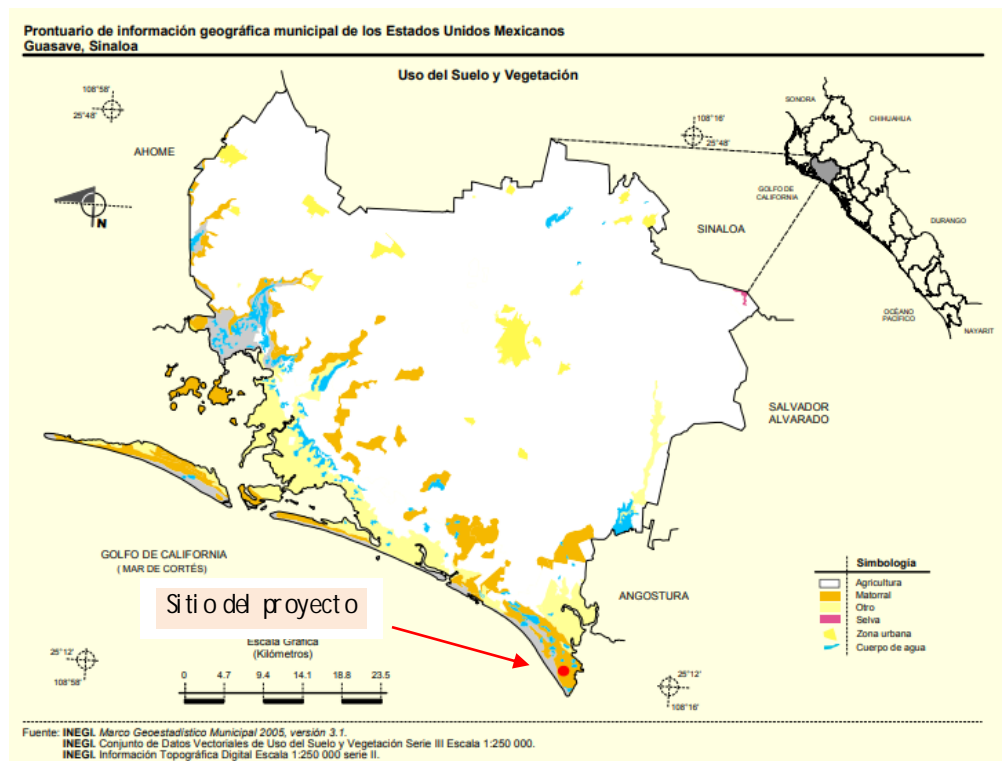 Prontuario de información geográfica municipal de los Estados Unidos Mexicanos
Guasave, Sinaloa
Uso del Suelo y Vegetación
108°58'
25°48'
AHOME
N
108°16'
25°48'
SONORA
CHIHUAHUA
GOLFO DE
CALIFORNIA
DURANGO
SINALOA
OCÉANO
PACÍFICO
NAYARIT
SALVADOR
ALVARADO
GOLFO DE CALIFORNIA
( MAR DE CORTÉS)
Sitio del proyecto
ANGOSTURA
Simbología
Agricultura
Matorral
Otro
Selva
Zona urbana
Cuerpo de agua
Escala Gráfica
(Kilómetros)
0 4.7 9.4 14.1 18.8 23.5
25°12'
108°58'
25°12'
108°16'
Fuente: INEGI. Marco Geoestadístico Municipal 2005, versión 3.1.
INEGI. Conjunto de Datos Vectoriales de Uso del Suelo y Vegetación Serie III Escala 1:250 000.
INEGI. Información Topográfica Digital Escala 1:250 000 serie II.